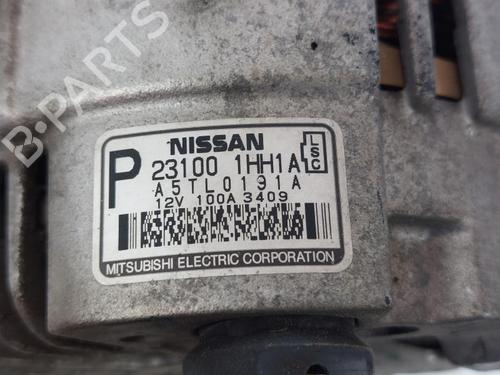 NISSAN
P 23100 1HH1A LSC
A5TL0191A
12V 100A 3409
MITSUBISHI ELECTRIC CORPORATION
B-PARTS